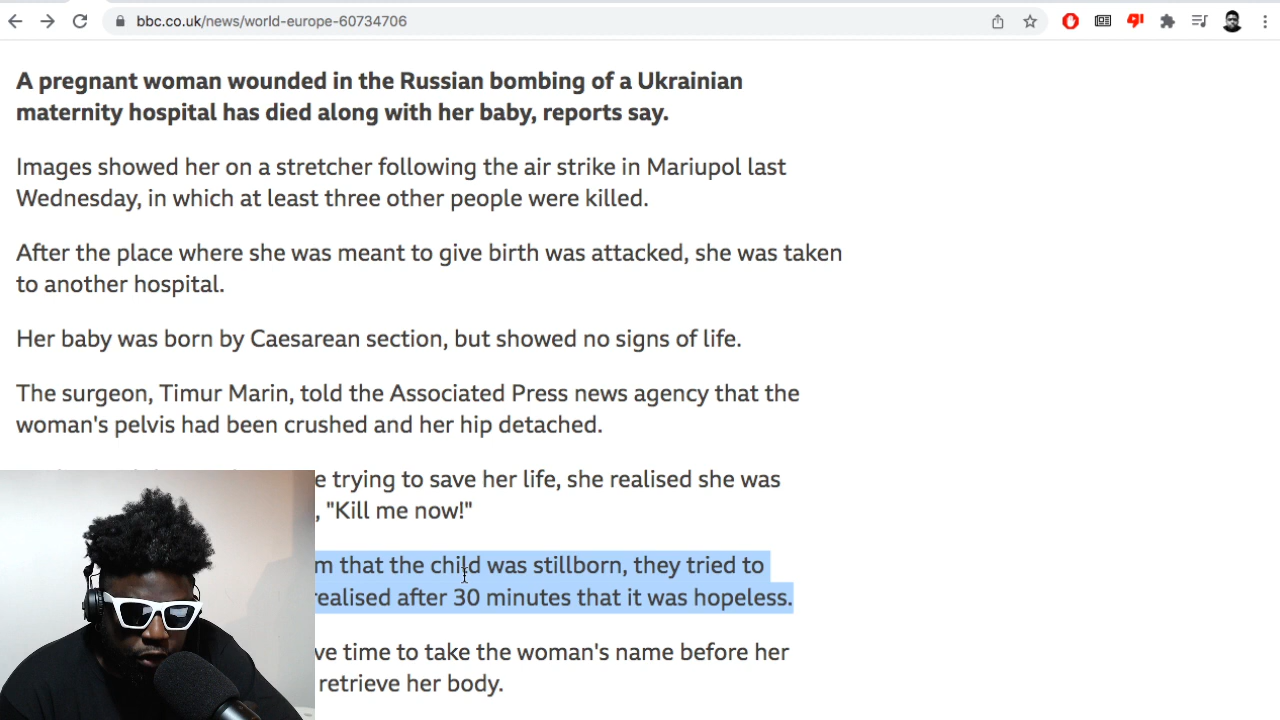 bbc.co.uk/news/world-europe-60734706
A pregnant woman wounded in the Russian bombing of a Ukrainian
maternity hospital has died along with her baby, reports say.
Images showed her on a stretcher following the air strike in Mariupol last
Wednesday, in which at least three other people were killed.
After the place where she was meant to give birth was attacked, she was taken
to another hospital.
Her baby was born by Caesarean section, but showed no signs of life.
The surgeon, Timur Marin, told the Associated Press news agency that the
woman's pelvis had been crushed and her hip detached.
trying to save her life, she realised she was
, "Kill me now!"
that the child was stillborn, they tried to
realised after 30 minutes that it was hopeless.
time to take the woman's name before her
retrieve her body.